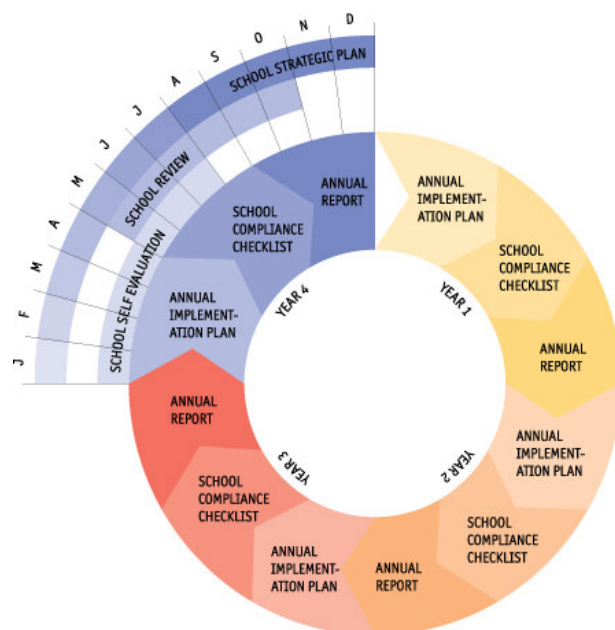 J
F
M
A
M
J
J
A
S
O
N
D
SCHOOL STRATEGIC PLAN
SCHOOL REVIEW
SCHOOL SELF EVALUATION
ANNUAL
IMPLEMENT-
ATION PLAN
SCHOOL
COMPLIANCE
CHECKLIST
ANNUAL
REPORT
YEAR 1
ANNUAL
IMPLEMENT-
ATION PLAN
SCHOOL
COMPLIANCE
CHECKLIST
ANNUAL
REPORT
YEAR 2
ANNUAL
IMPLEMENT-
ATION PLAN
SCHOOL
COMPLIANCE
CHECKLIST
ANNUAL
REPORT
YEAR 3
ANNUAL
IMPLEMENT-
ATION PLAN
SCHOOL
COMPLIANCE
CHECKLIST
ANNUAL
REPORT
YEAR 4